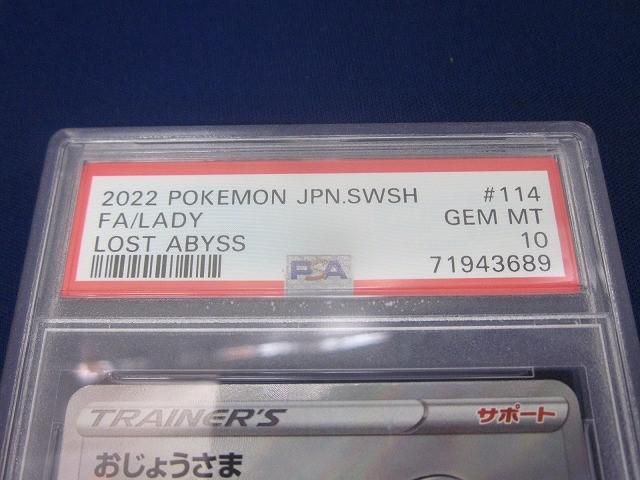 2022 POKEMON JPN.SWSH #114
FA/LADY GEM MT
LOST ABYSS 10
PSA 71943689
TRAINER'S サポート
おじょうさま